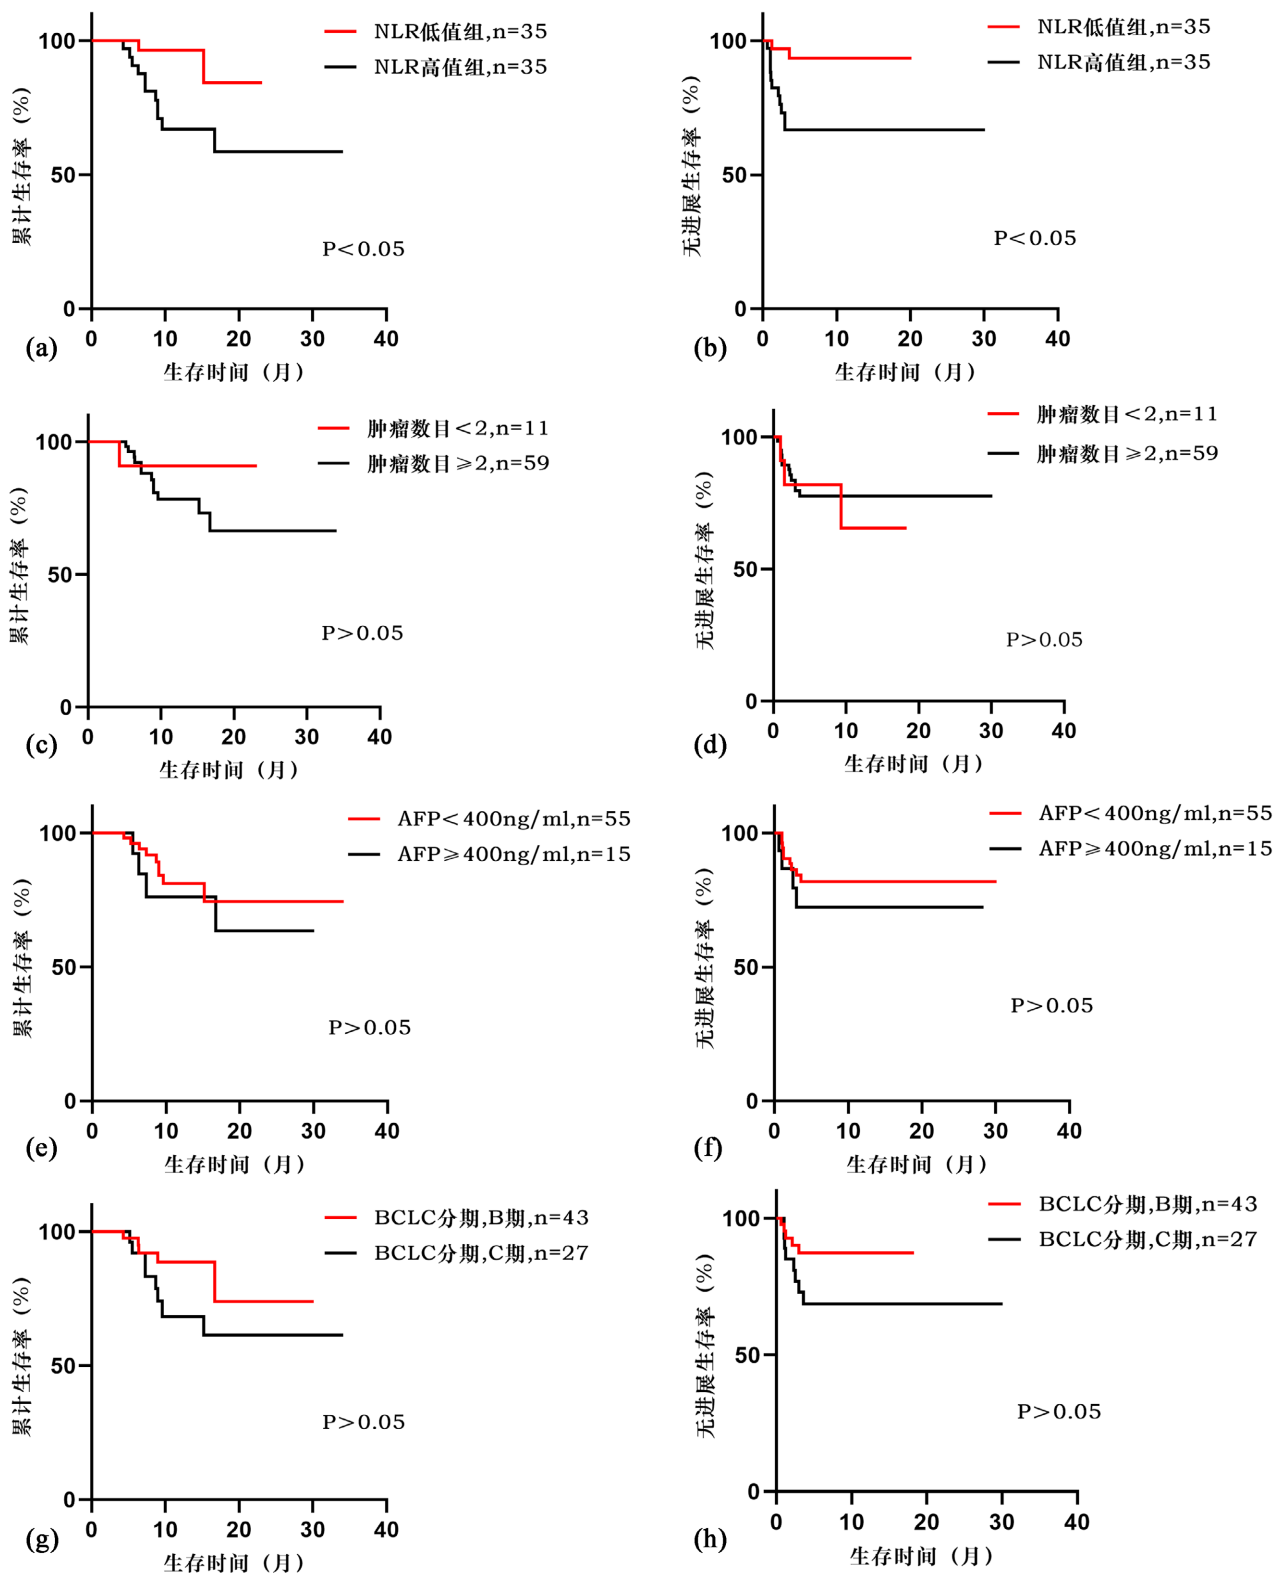 NLR低值组,n=35
NLR高值组,n=35
100
50
0
累计生存率（%）
P<0.05
0 10 20 30 40
生存时间（月）
(a)
NLR低值组,n=35
NLR高值组,n=35
100
50
0
无进展生存率（%）
P<0.05
0 10 20 30 40
生存时间（月）
(b)
肿瘤数目<2,n=11
肿瘤数目≥2,n=59
100
50
0
累计生存率（%）
P>0.05
0 10 20 30 40
生存时间（月）
(c)
肿瘤数目<2,n=11
肿瘤数目≥2,n=59
100
50
0
无进展生存率（%）
P>0.05
0 10 20 30 40
生存时间（月）
(d)
AFP<400ng/ml,n=55
AFP≥400ng/ml,n=15
100
50
0
累计生存率（%）
P>0.05
0 10 20 30 40
生存时间（月）
(e)
AFP<400ng/ml,n=55
AFP≥400ng/ml,n=15
100
50
0
无进展生存率（%）
P>0.05
0 10 20 30 40
生存时间（月）
(f)
BCLC分期,B期,n=43
BCLC分期,C期,n=27
100
50
0
累计生存率（%）
P>0.05
0 10 20 30 40
生存时间（月）
(g)
BCLC分期,B期,n=43
BCLC分期,C期,n=27
100
50
0
无进展生存率（%）
P>0.05
0 10 20 30 40
生存时间（月）
(h)